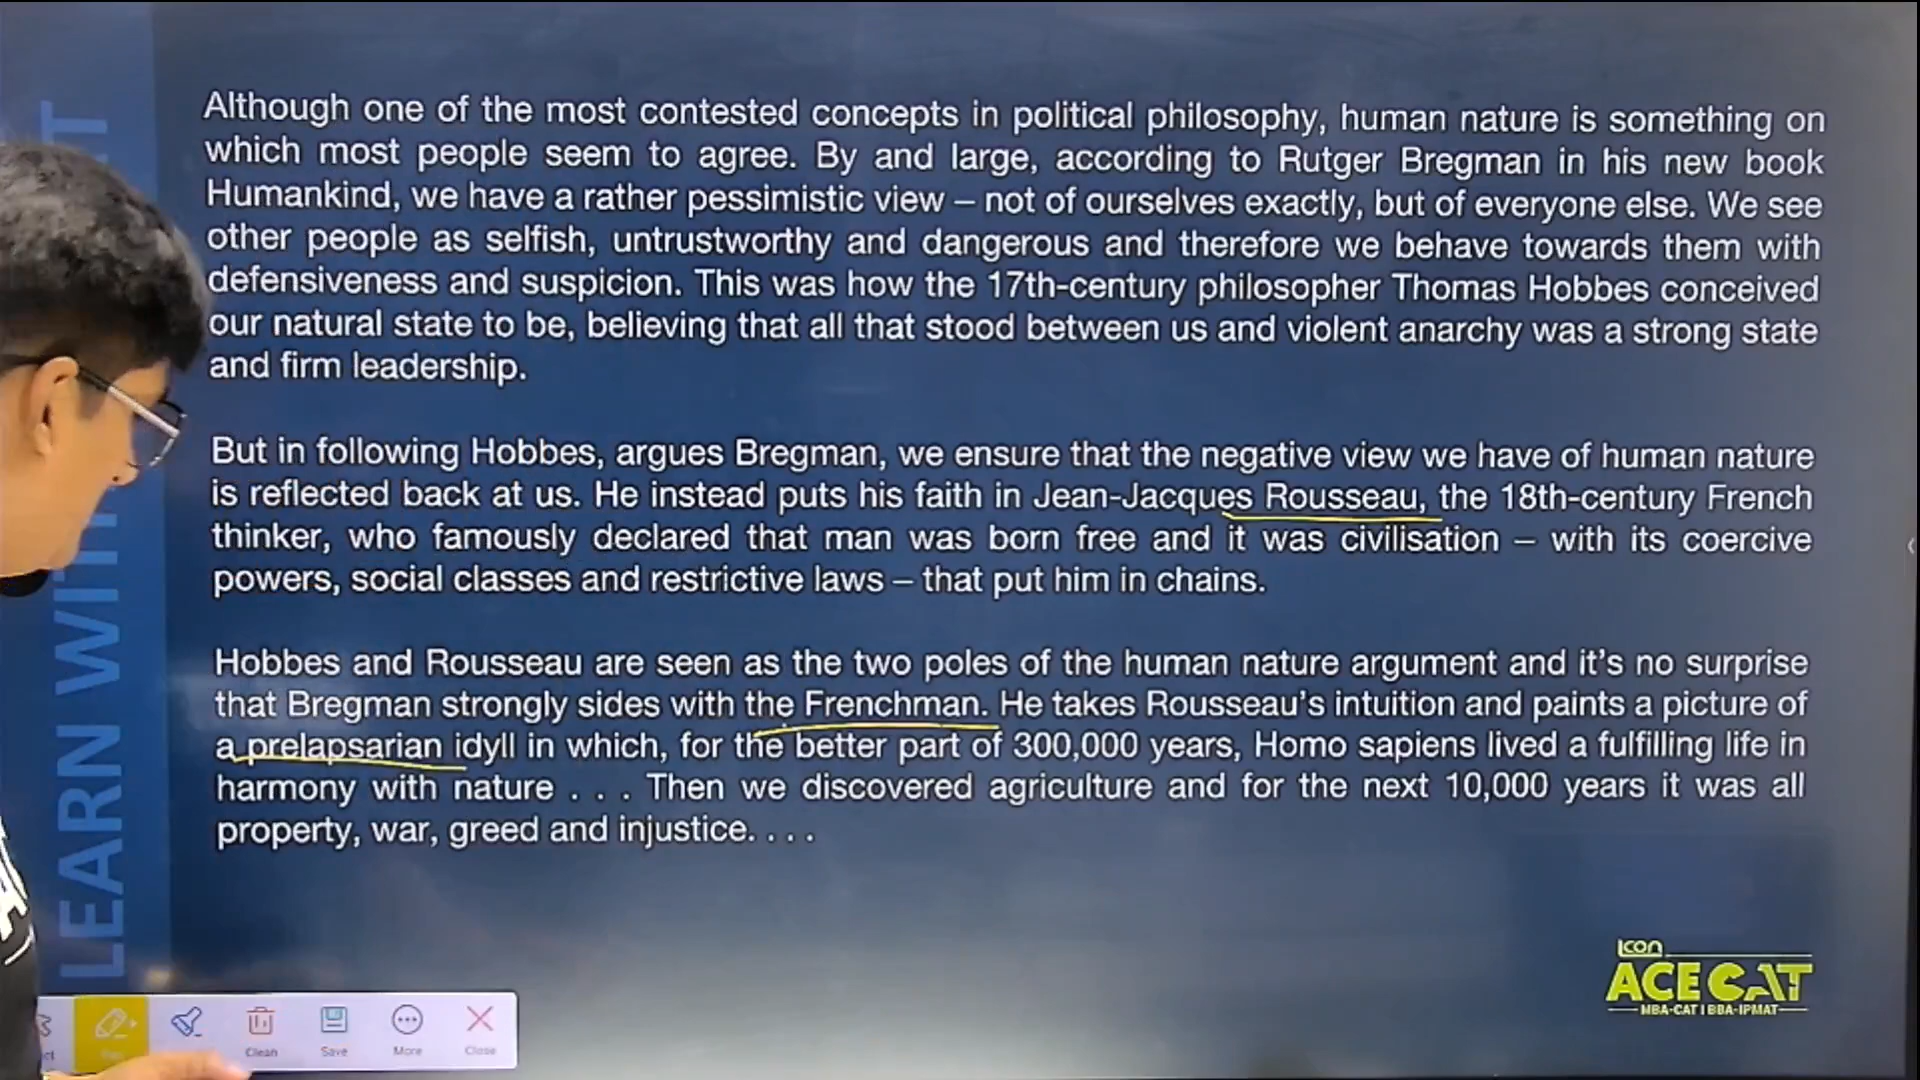 Although one of the most contested concepts in political philosophy, human nature is something on
which most people seem to agree. By and large, according to Rutger Bregman in his new book
Humankind, we have a rather pessimistic view – not of ourselves exactly, but of everyone else. We see
other people as selfish, untrustworthy and dangerous and therefore we behave towards them with
defensiveness and suspicion. This was how the 17th-century philosopher Thomas Hobbes conceived
our natural state to be, believing that all that stood between us and violent anarchy was a strong state
and firm leadership.
But in following Hobbes, argues Bregman, we ensure that the negative view we have of human nature
is reflected back at us. He instead puts his faith in Jean-Jacques Rousseau, the 18th-century French
thinker, who famously declared that man was born free and it was civilisation – with its coercive
powers, social classes and restrictive laws – that put him in chains.
Hobbes and Rousseau are seen as the two poles of the human nature argument and it's no surprise
that Bregman strongly sides with the Frenchman. He takes Rousseau's intuition and paints a picture of
a prelapsarian idyll in which, for the better part of 300,000 years, Homo sapiens lived a fulfilling life in
harmony with nature . . . Then we discovered agriculture and for the next 10,000 years it was all
property, war, greed and injustice. . . .
LEARN WITH
icon
ACE CAT
MBA-CAT | BBA-IPMAT
Clean
Save
More
Close